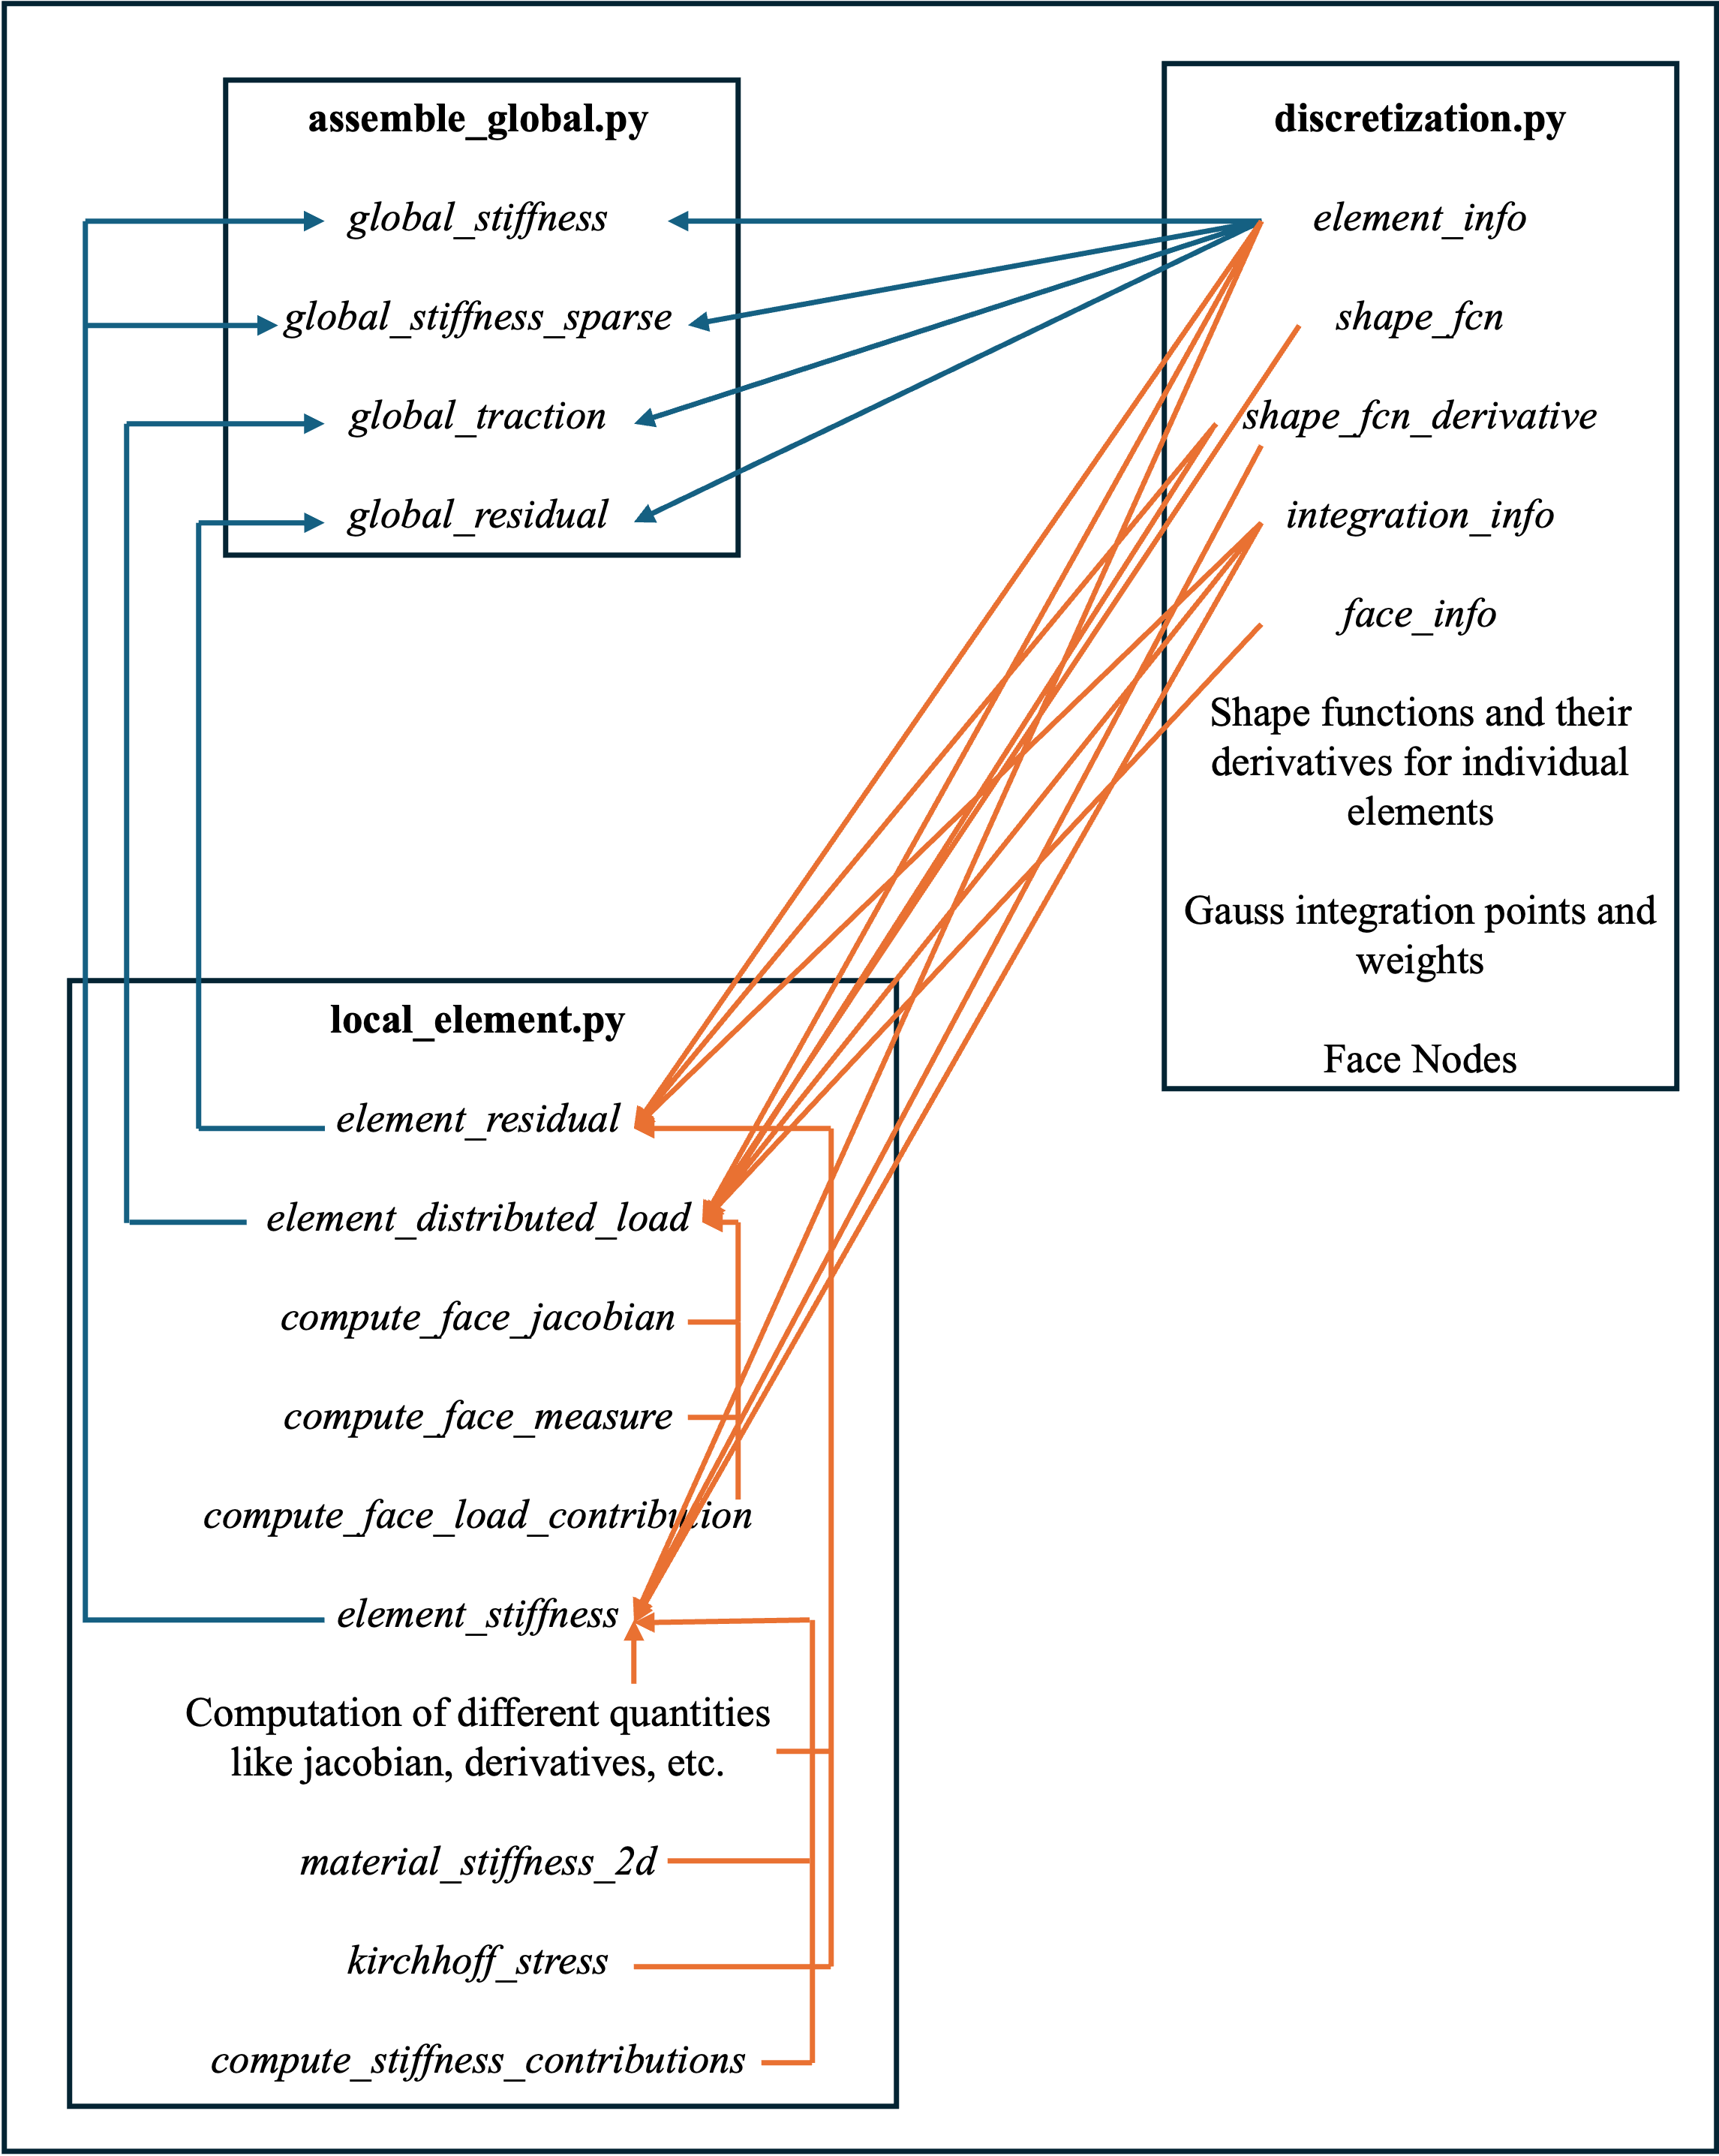 assemble_global.py
global_stiffness
global_stiffness_sparse
global_traction
global_residual
discretization.py
element_info
shape_fcn
shape_fcn_derivative
integration_info
face_info
Shape functions and their
derivatives for individual
elements
Gauss integration points and
weights
Face Nodes
local_element.py
element_residual
element_distributed_load
compute_face_jacobian
compute_face_measure
compute_face_load_contribution
element_stiffness
Computation of different quantities
like jacobian, derivatives, etc.
material_stiffness_2d
kirchhoff_stress
compute_stiffness_contributions